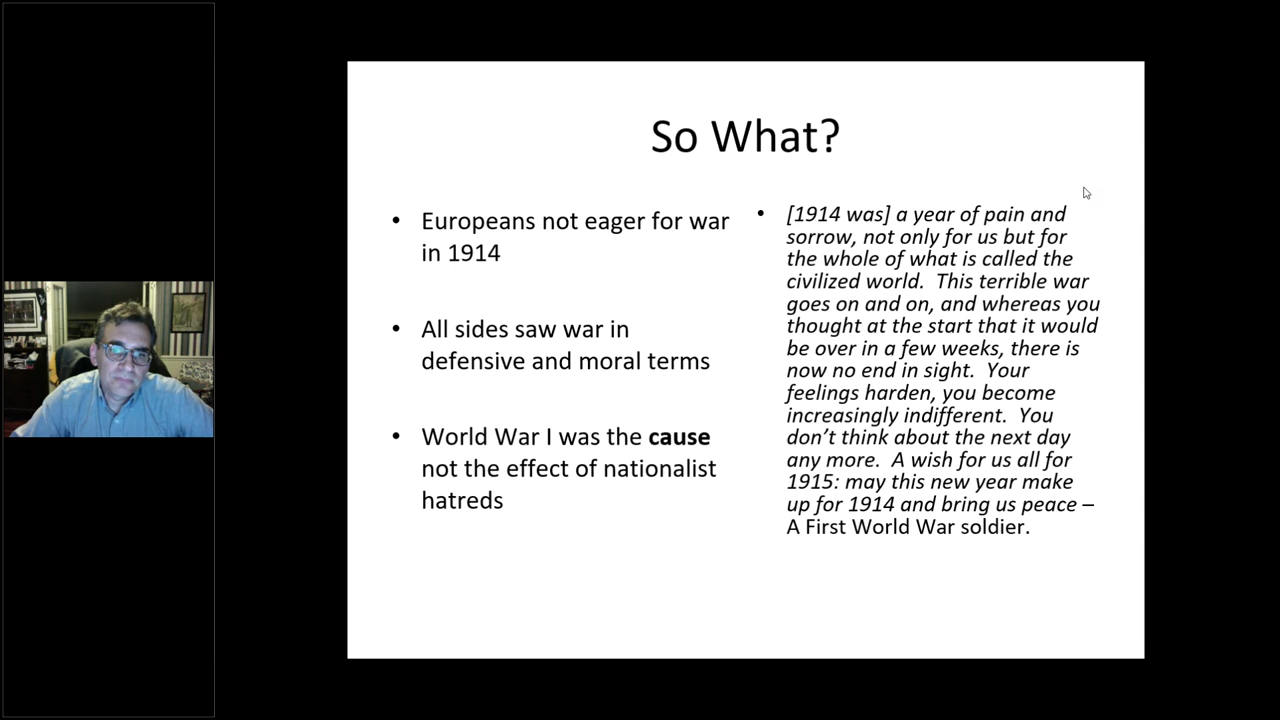 So What?
• Europeans not eager for war
in 1914
• All sides saw war in
defensive and moral terms
• World War I was the cause
not the effect of nationalist
hatreds
• [1914 was] a year of pain and
sorrow, not only for us but for
the whole of what is called the
civilized world.  This terrible war
goes on and on, and whereas you
thought at the start that it would
be over in a few weeks, there is
now no end in sight.  Your
feelings harden, you become
increasingly indifferent.  You
don’t think about the next day
any more.  A wish for us all for
1915: may this new year make
up for 1914 and bring us peace –
A First World War soldier.